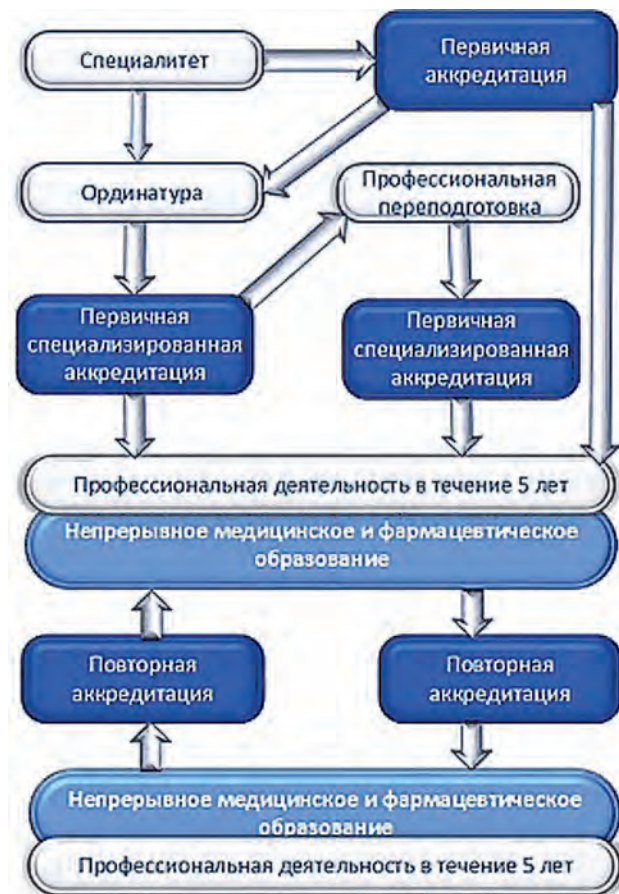 Специалитет
Первичная
аккредитация
Ординатура
Профессиональная
переподготовка
Первичная
специализированная
аккредитация
Первичная
специализированная
аккредитация
Профессиональная деятельность в течение 5 лет
Непрерывное медицинское и фармацевтическое
образование
Повторная
аккредитация
Повторная
аккредитация
Непрерывное медицинское и фармацевтическое
образование
Профессиональная деятельность в течение 5 лет